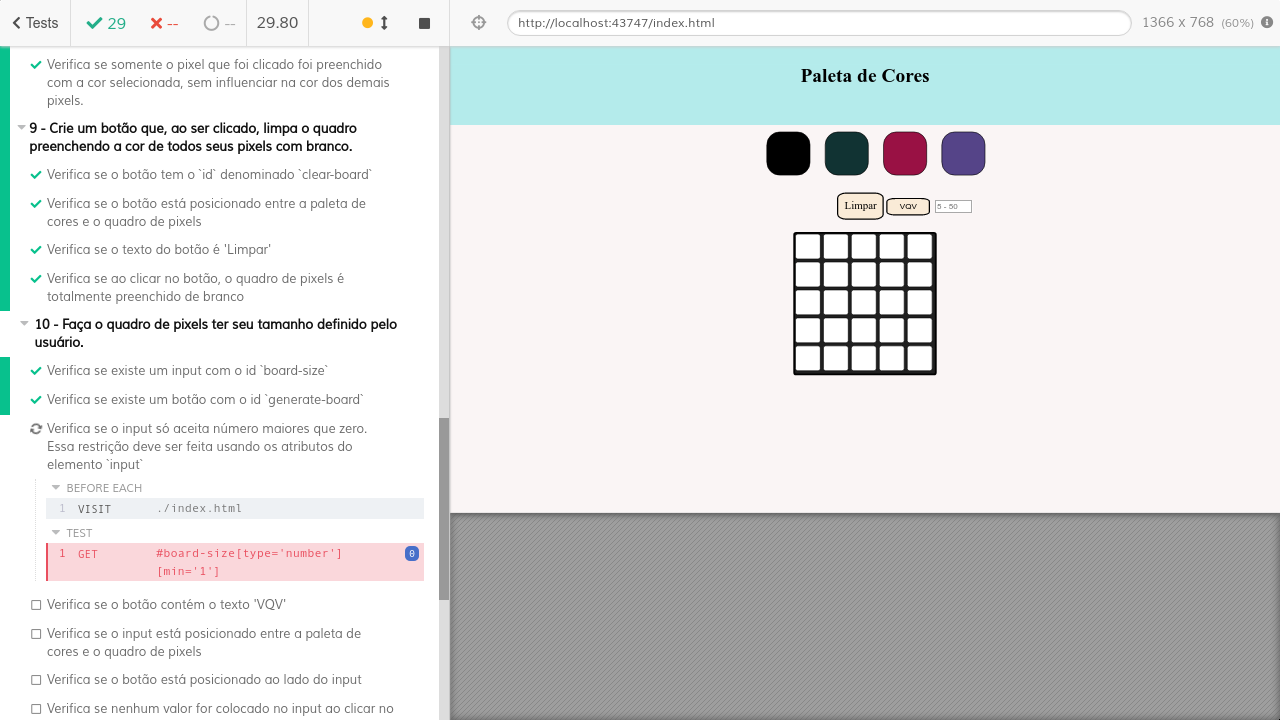 Tests
29
--
--
29.80
http://localhost:43747/index.html
1366 x 768 (60%)
Verifica se somente o pixel que foi clicado foi preenchido
com a cor selecionada, sem influenciar na cor dos demais
pixels.
9 - Crie um botão que, ao ser clicado, limpa o quadro
preenchendo a cor de todos seus pixels com branco.
Verifica se o botão tem o `id` denominado `clear-board`
Verifica se o botão está posicionado entre a paleta de
cores e o quadro de pixels
Verifica se o texto do botão é 'Limpar'
Verifica se ao clicar no botão, o quadro de pixels é
totalmente preenchido de branco
10 - Faça o quadro de pixels ter seu tamanho definido pelo
usuário.
Verifica se existe um input com o id `board-size`
Verifica se existe um botão com o id `generate-board`
Verifica se o input só aceita número maiores que zero.
Essa restrição deve ser feita usando os atributos do
elemento `input`
BEFORE EACH
1 VISIT ./index.html
TEST
1 GET #board-size[type='number'] 0
[min='1']
Verifica se o botão contém o texto 'VQV'
Verifica se o input está posicionado entre a paleta de
cores e o quadro de pixels
Verifica se o botão está posicionado ao lado do input
Verifica se nenhum valor for colocado no input ao clicar no
Paleta de Cores
Limpar
VQV
5 - 50